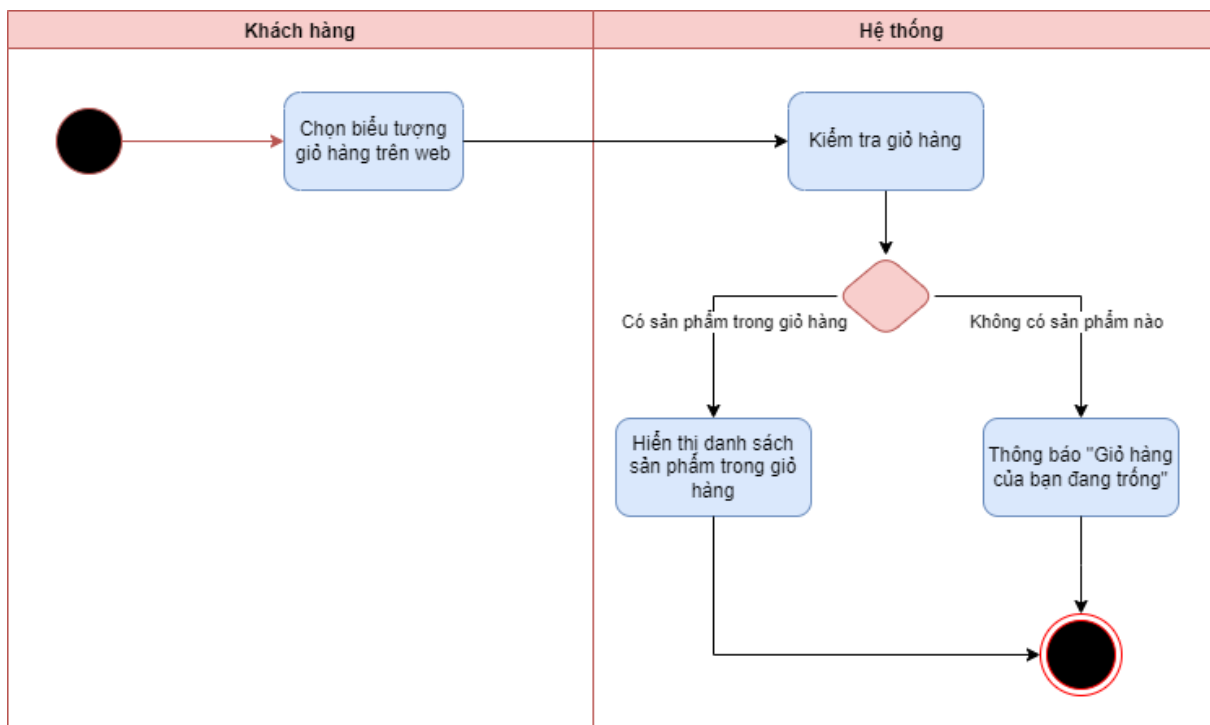 Khách hàng
Hệ thống
Chọn biểu tượng
giỏ hàng trên web
Kiểm tra giỏ hàng
Có sản phẩm trong giỏ hàng
Không có sản phẩm nào
Hiển thị danh sách
sản phẩm trong giỏ
hàng
Thông báo "Giỏ hàng
của bạn đang trống"